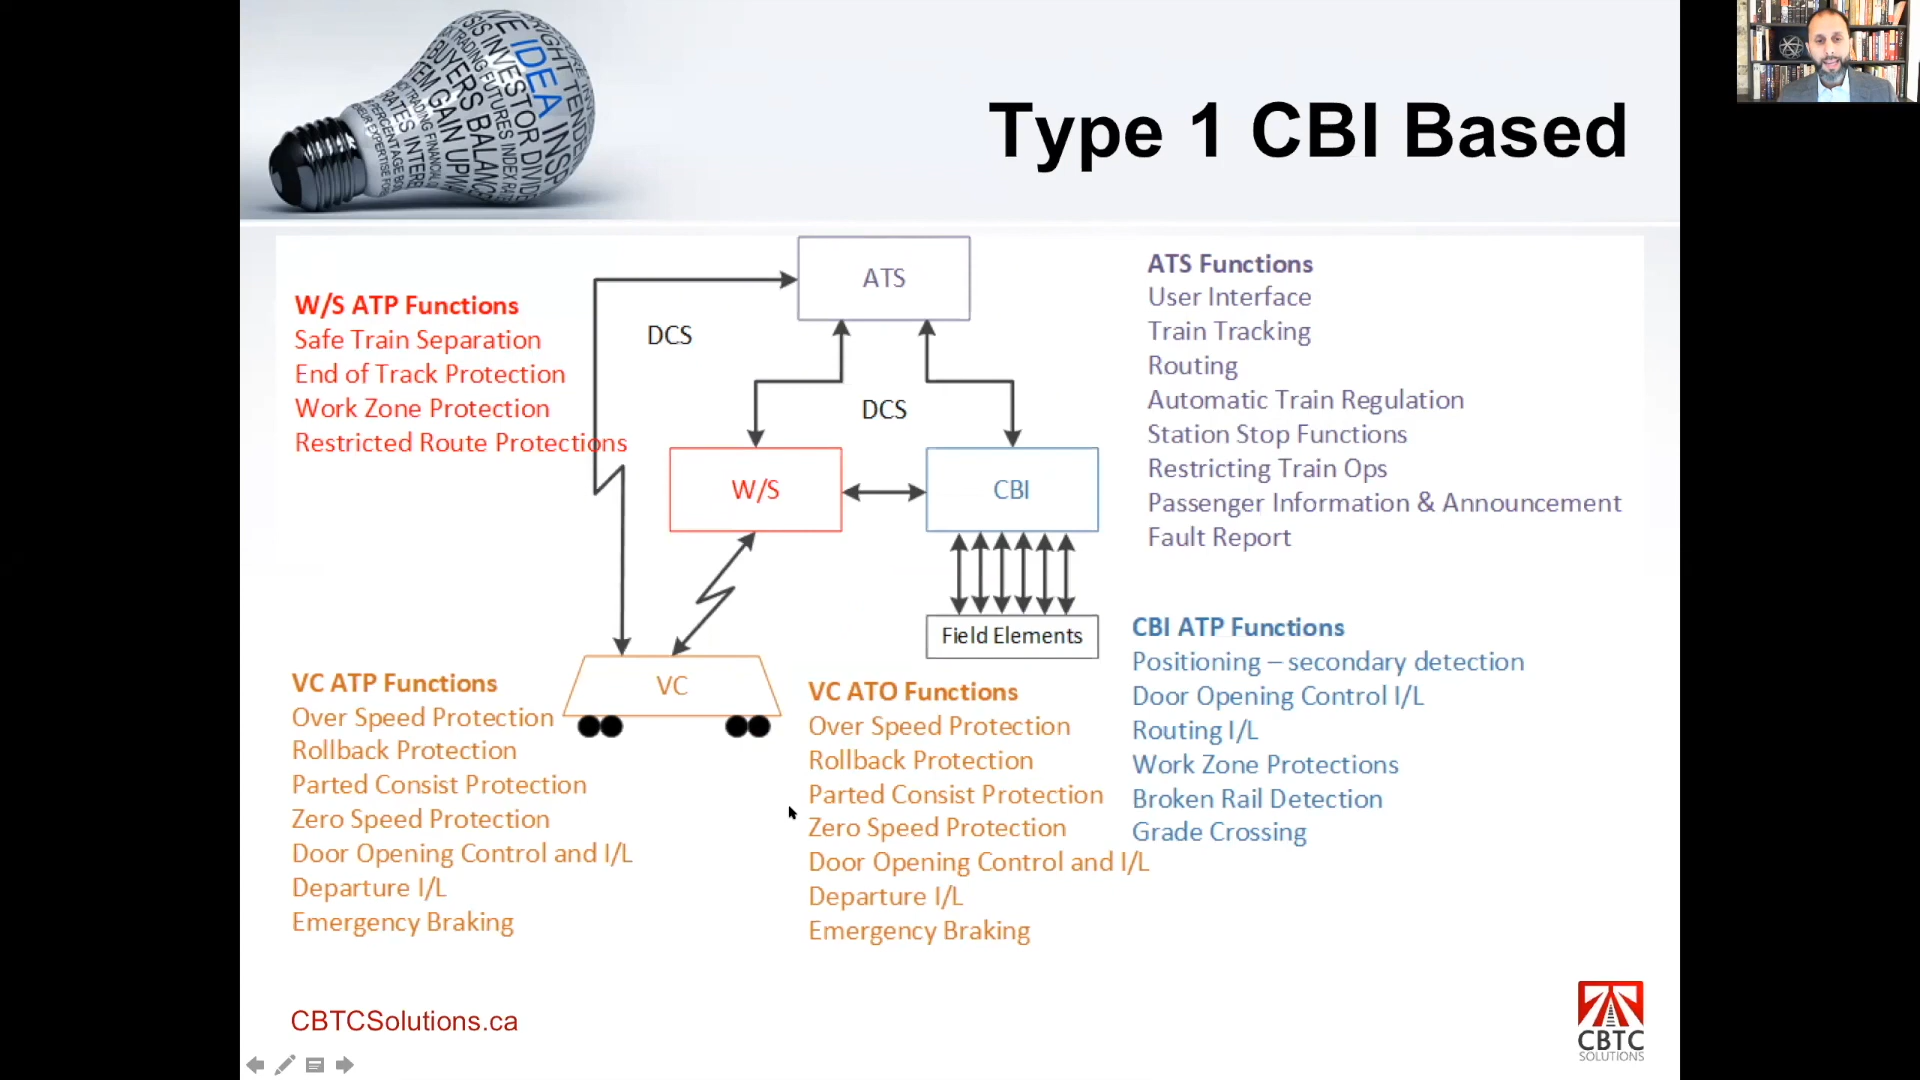 Type 1 CBI Based
W/S ATP Functions
Safe Train Separation
End of Track Protection
Work Zone Protection
Restricted Route Protections
ATS
DCS
DCS
W/S
CBI
Field Elements
VC
ATS Functions
User Interface
Train Tracking
Routing
Automatic Train Regulation
Station Stop Functions
Restricting Train Ops
Passenger Information & Announcement
Fault Report
VC ATP Functions
Over Speed Protection
Rollback Protection
Parted Consist Protection
Zero Speed Protection
Door Opening Control and I/L
Departure I/L
Emergency Braking
VC ATO Functions
Over Speed Protection
Rollback Protection
Parted Consist Protection
Zero Speed Protection
Door Opening Control and I/L
Departure I/L
Emergency Braking
CBI ATP Functions
Positioning – secondary detection
Door Opening Control I/L
Routing I/L
Work Zone Protections
Broken Rail Detection
Grade Crossing
CBTCSolutions.ca
CBTC
SOLUTIONS
IDEA
INVESTOR
BUYERS
BALANCE
GAIN